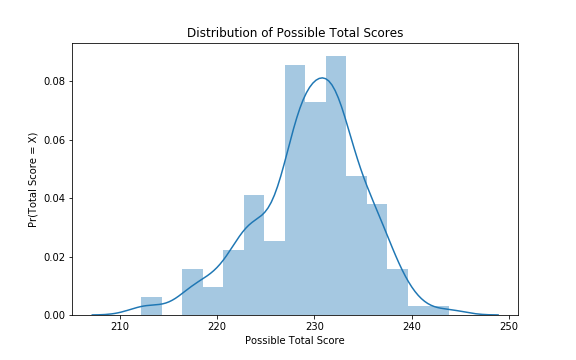 Distribution of Possible Total Scores
Pr(Total Score = X)
0.08
0.06
0.04
0.02
0.00
210 220 230 240 250
Possible Total Score